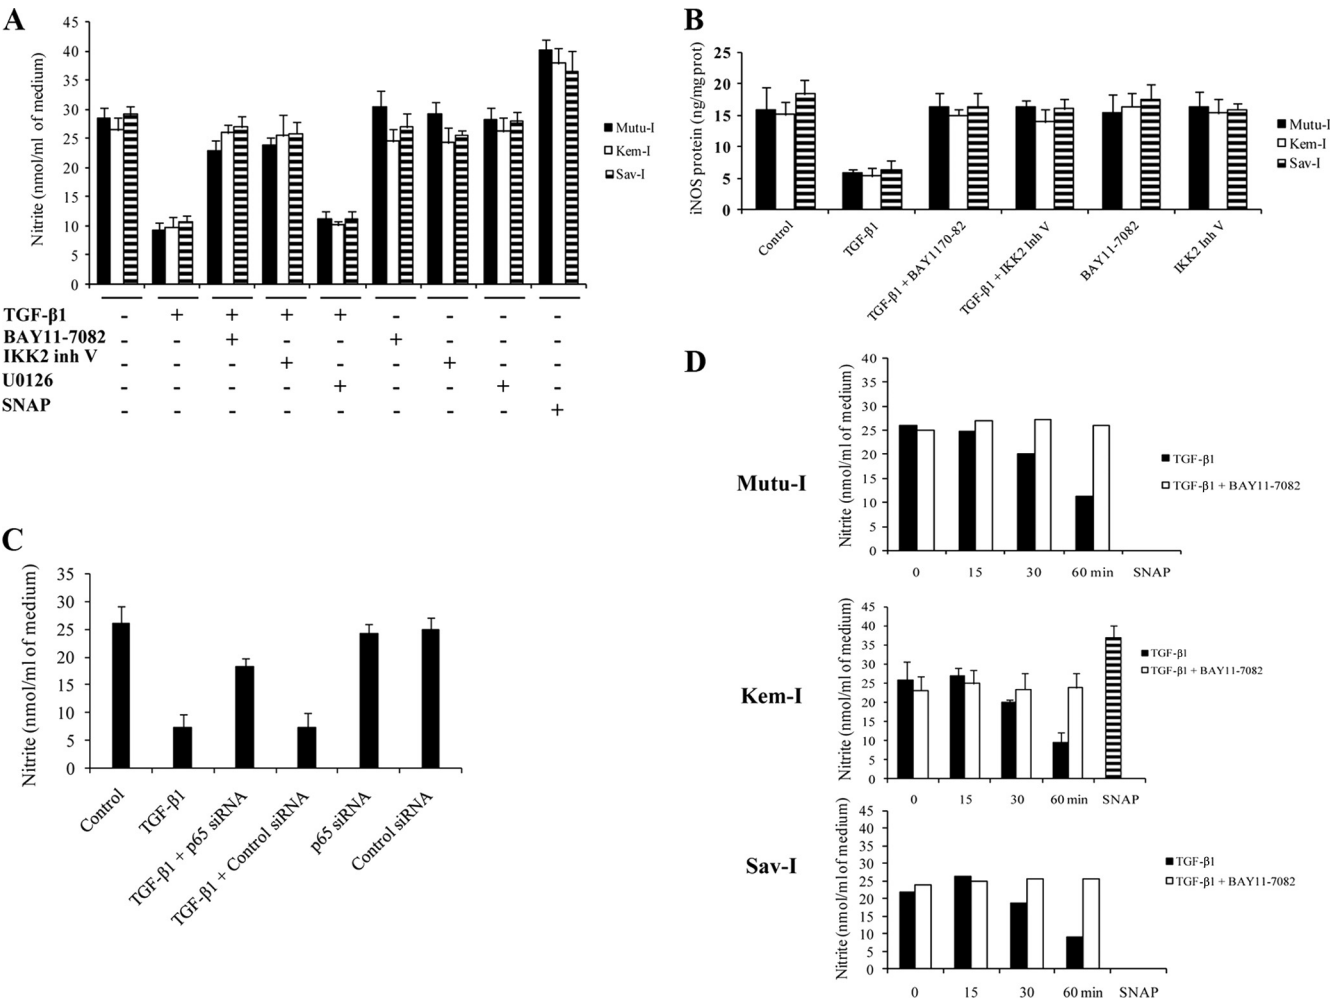 A
45
40
35
30
25
20
15
10
5
0
Nitrite (nmol/ml of medium)
Mutu-I
Kem-I
Sav-I
TGF-β1 - + + + + - - - -
BAY11-7082 - - + - - + - - -
IKK2 inh V - - - + - - + - -
U0126 - - - - + - - + -
SNAP - - - - - - - - +
B
25
20
15
10
5
0
iNOS protein (ng/mg prot)
Mutu-I
Kem-I
Sav-I
Control
TGF-β1
TGF-β1 + BAY1170-82
TGF-β1 + IKK2 Inh V
BAY11-7082
IKK2 Inh V
C
35
30
25
20
15
10
5
0
Nitrite (nmol/ml of medium)
Control
TGF-β1
TGF-β1 + p65 siRNA
TGF-β1 + Control siRNA
p65 siRNA
Control siRNA
D
Mutu-I
40
35
30
25
20
15
10
5
0
Nitrite (nmol/ml of medium)
0 15 30 60 min SNAP
TGF-β1
TGF-β1 + BAY11-7082
Kem-I
45
40
35
30
25
20
15
10
5
0
Nitrite (nmol/ml of medium)
0 15 30 60 min SNAP
TGF-β1
TGF-β1 + BAY11-7082
Sav-I
45
40
35
30
25
20
15
10
5
0
Nitrite (nmol/ml of medium)
0 15 30 60 min SNAP
TGF-β1
TGF-β1 + BAY11-7082